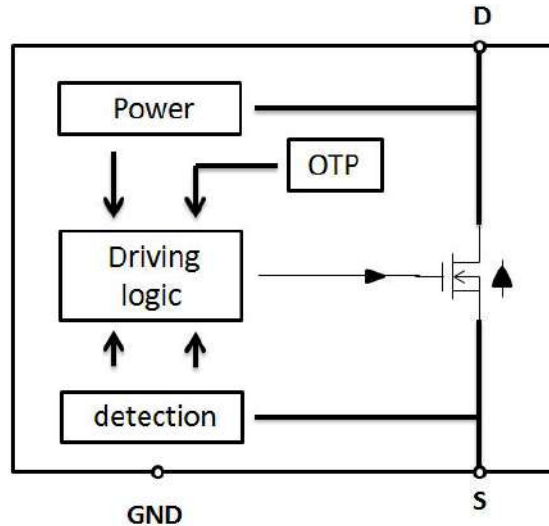 D
Power
OTP
Driving
logic
detection
GND
S